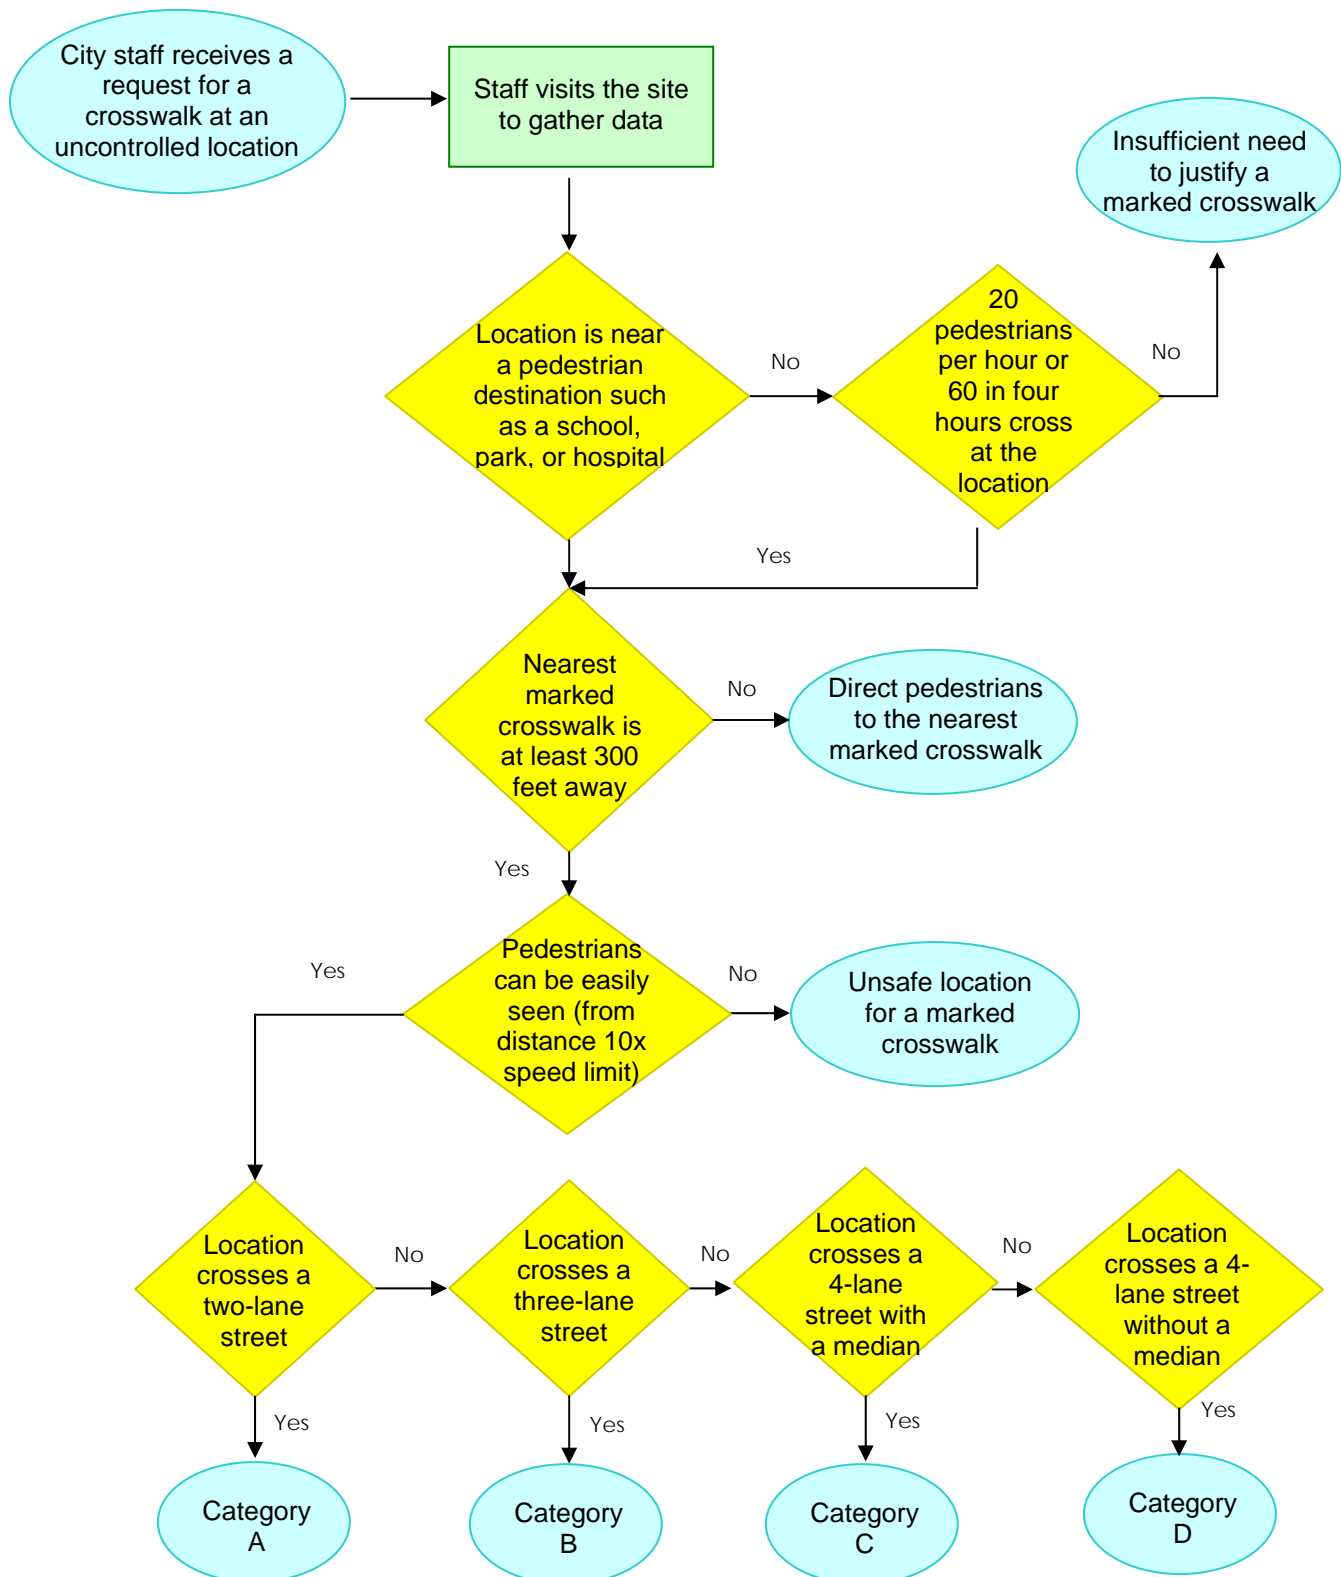 City staff receives a
request for a
crosswalk at an
uncontrolled location
Staff visits the site
to gather data
Insufficient need
to justify a
marked crosswalk
Location is near
a pedestrian
destination such
as a school,
park, or hospital
No
20
pedestrians
per hour or
60 in four
hours cross
at the
location
No
Yes
Nearest
marked
crosswalk is
at least 300
feet away
No
Direct pedestrians
to the nearest
marked crosswalk
Yes
Pedestrians
can be easily
seen (from
distance 10x
speed limit)
Yes
No
Unsafe location
for a marked
crosswalk
Location
crosses a
two-lane
street
No
Location
crosses a
three-lane
street
No
Location
crosses a
4-lane
street with
a median
No
Location
crosses a 4-
lane street
without a
median
Yes
Yes
Yes
Yes
Category
A
Category
B
Category
C
Category
D